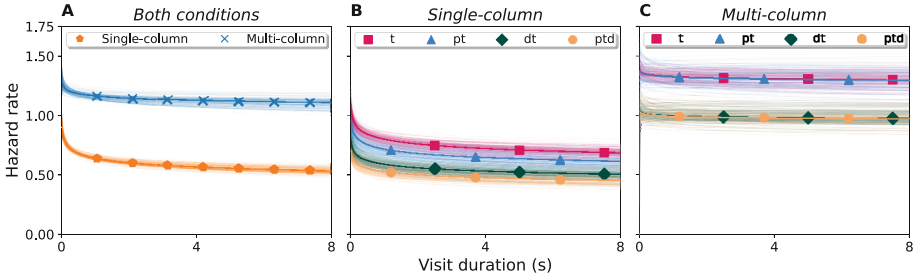 A Both conditions B Single-column C Multi-column
1.75
Single-column Multi-column t pt dt ptd t pt dt ptd
1.50
Hazard rate
1.00
0.50
0.00
0 4 8 0 4 8 0 4 8
Visit duration (s)